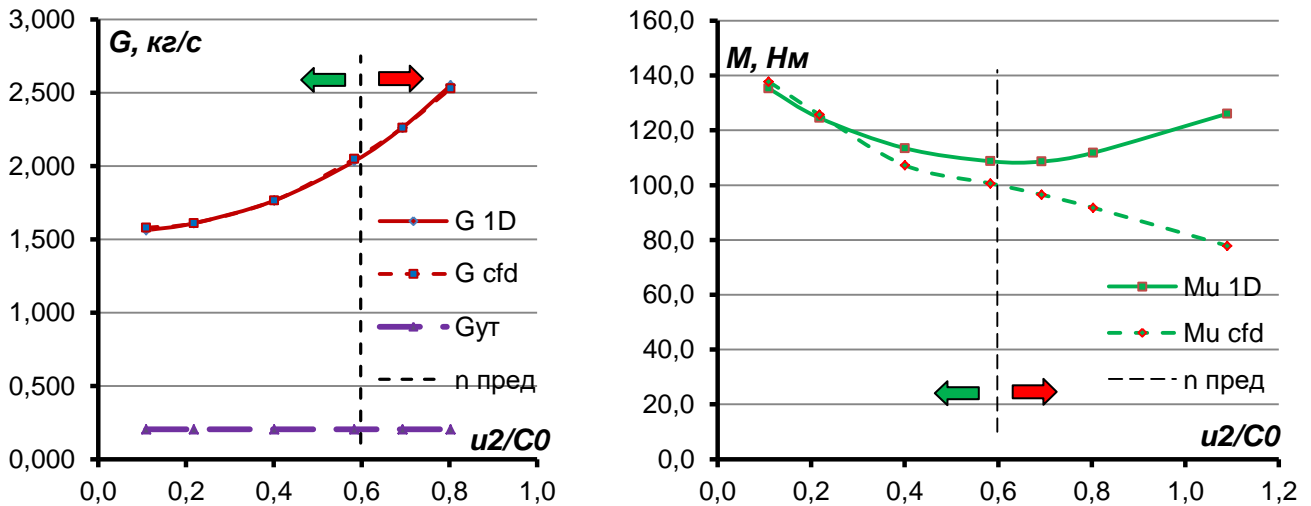 3,000
2,500
2,000
1,500
1,000
0,500
0,000
G, кг/с
G 1D
G cfd
Gут
n пред
u2/C0
0,0 0,2 0,4 0,6 0,8 1,0
160,0
140,0
120,0
100,0
80,0
60,0
40,0
20,0
0,0
M, Нм
Mu 1D
Mu cfd
n пред
u2/C0
0,0 0,2 0,4 0,6 0,8 1,0 1,2